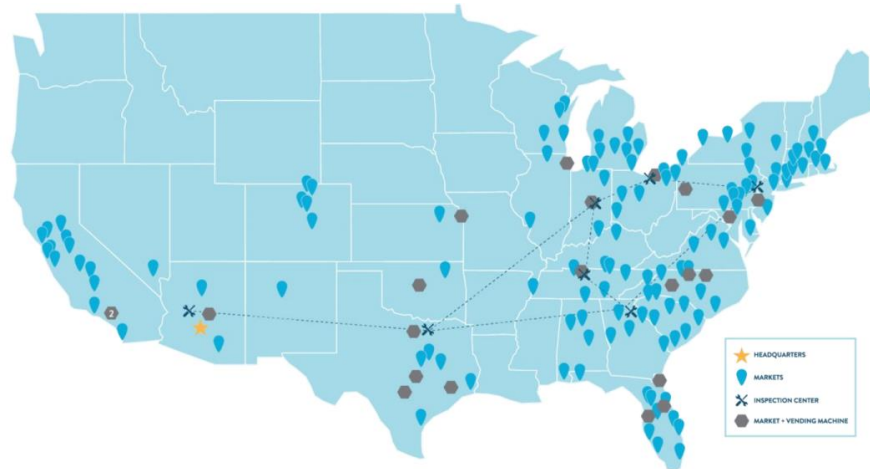 2
HEADQUARTERS
MARKETS
INSPECTION CENTER
MARKET + VENDING MACHINE